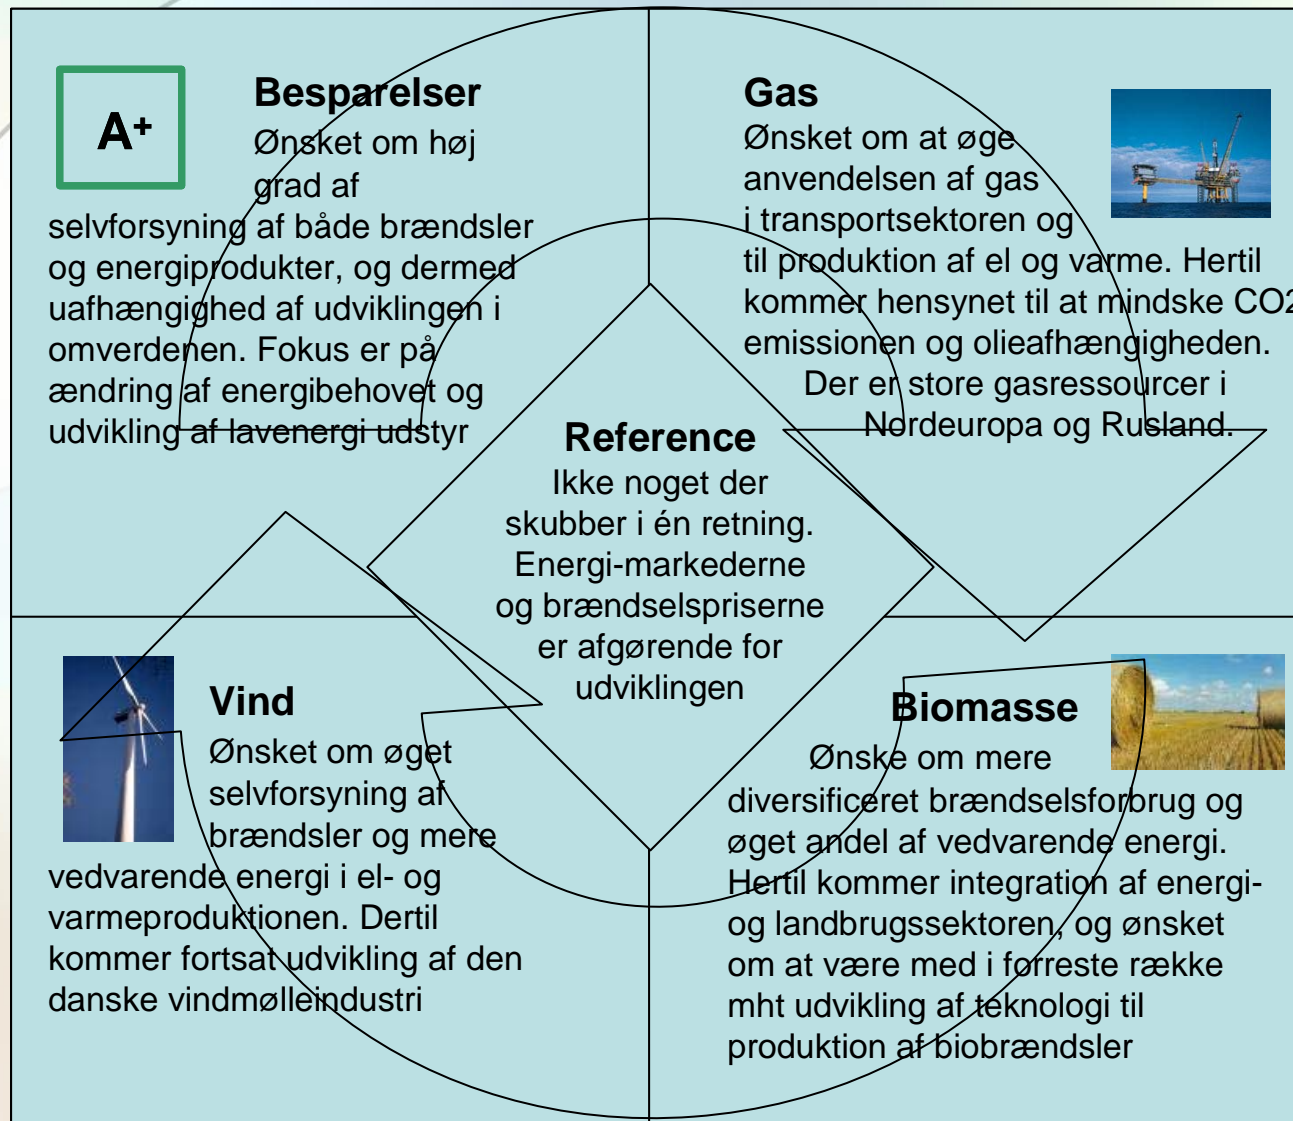 A+
Besparelser
Ønsket om høj
grad af
selvforsyning af både brændsler
og energiprodukter, og dermed
uafhængighed af udviklingen i
omverdenen. Fokus er på
ændring af energibehovet og
udvikling af lavenergi udstyr
Gas
Ønsket om at øge
anvendelsen af gas
i transportsektoren og
til produktion af el og varme. Hertil
kommer hensynet til at mindske CO2
emissionen og olieafhængigheden.
Der er store gasressourcer i
Nordeuropa og Rusland.
Reference
Ikke noget der
skubber i én retning.
Energi-markederne
og brændselspriserne
er afgørende for
udviklingen
Vind
Ønsket om øget
selvforsyning af
brændsler og mere
vedvarende energi i el- og
varmeproduktionen. Dertil
kommer fortsat udvikling af den
danske vindmølleindustri
Biomasse
Ønske om mere
diversificeret brændselsforbrug og
øget andel af vedvarende energi.
Hertil kommer integration af energi-
og landbrugssektoren, og ønsket
om at være med i forreste række
mht udvikling af teknologi til
produktion af biobrændsler